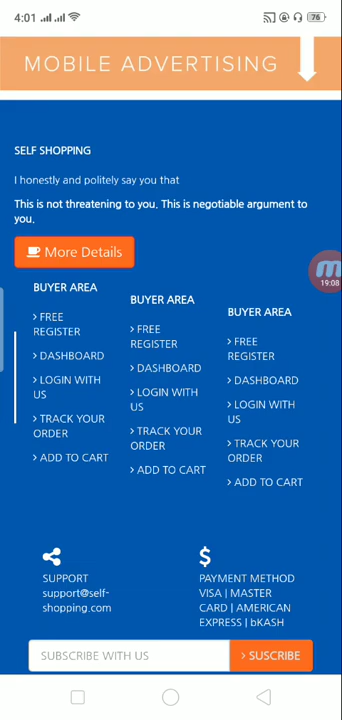 4:01
76
MOBILE ADVERTISING
SELF SHOPPING
I honestly and politely say you that
This is not threatening to you. This is negotiable argument to
you.
More Details
19:08
BUYER AREA
> FREE
REGISTER
> DASHBOARD
> LOGIN WITH
US
> TRACK YOUR
ORDER
> ADD TO CART
BUYER AREA
> FREE
REGISTER
> DASHBOARD
> LOGIN WITH
US
> TRACK YOUR
ORDER
> ADD TO CART
BUYER AREA
> FREE
REGISTER
> DASHBOARD
> LOGIN WITH
US
> TRACK YOUR
ORDER
> ADD TO CART
SUPPORT
support@self-
shopping.com
$
PAYMENT METHOD
VISA | MASTER
CARD | AMERICAN
EXPRESS | bKASH
SUBSCRIBE WITH US
> SUSCRIBE